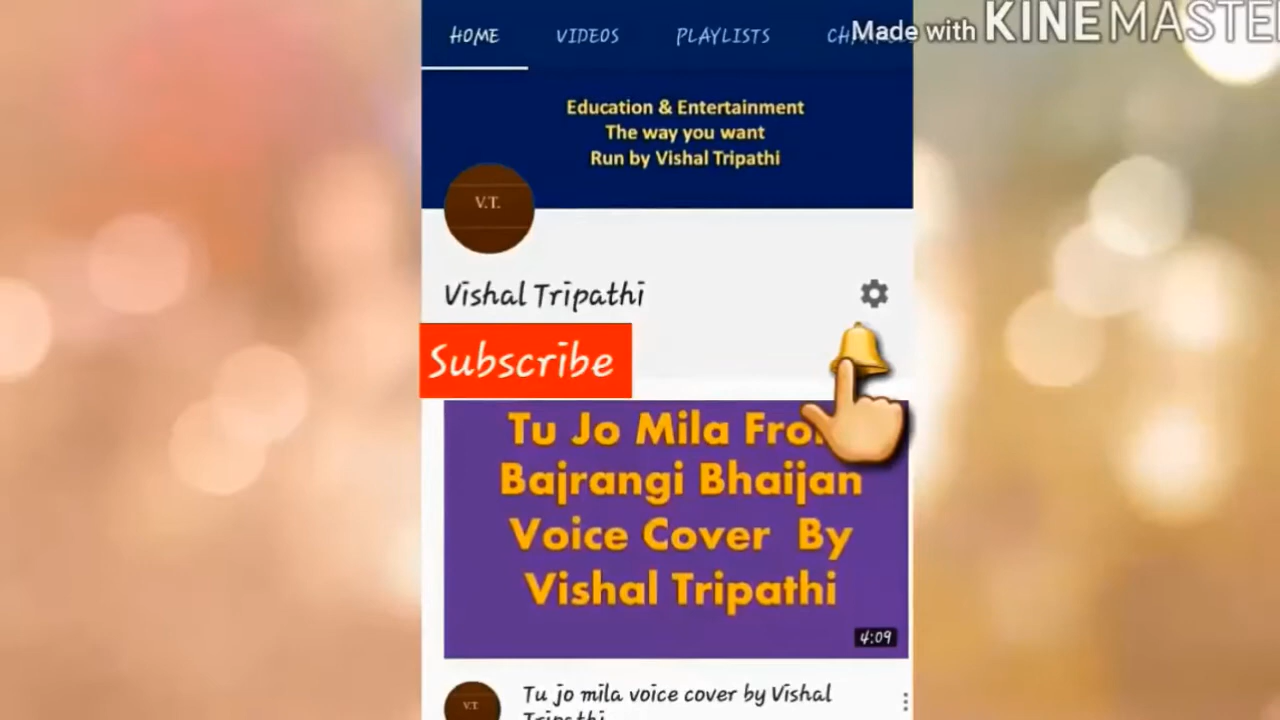 HOME VIDEOS PLAYLISTS
Made with KINEMASTER
Education & Entertainment
The way you want
Run by Vishal Tripathi
V.T.
Vishal Tripathi
Subscribe
Tu Jo Mila From
Bajrangi Bhaijan
Voice Cover By
Vishal Tripathi
4:09
V.T.
Tu jo mila voice cover by Vishal
Tripathi